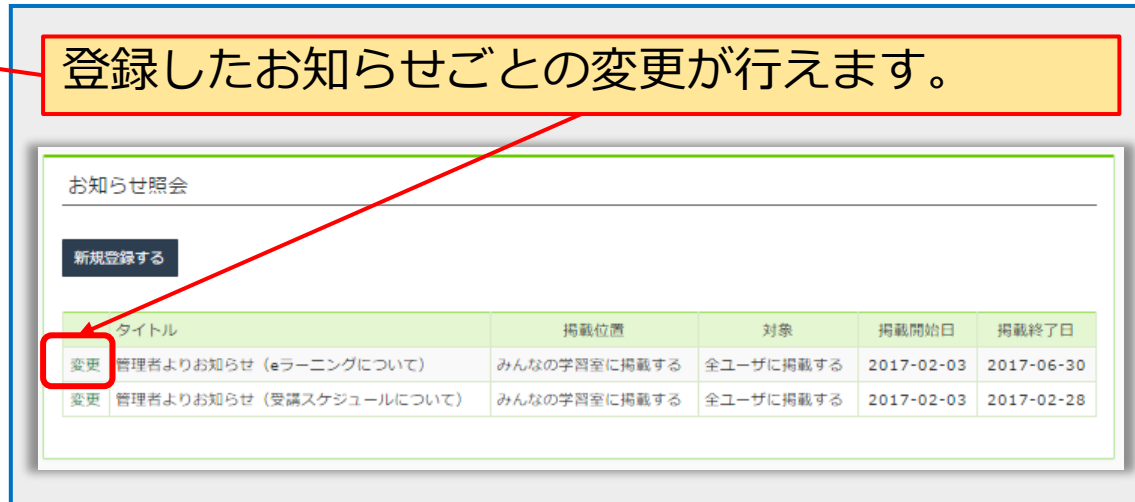 登録したお知らせごとの変更が行えます。
お知らせ照会
新規登録する
タイトル 掲載位置 対象 掲載開始日 掲載終了日
変更 管理者よりお知らせ（eラーニングについて） みんなの学習室に掲載する 全ユーザに掲載する 2017-02-03 2017-06-30
変更 管理者よりお知らせ（受講スケジュールについて） みんなの学習室に掲載する 全ユーザに掲載する 2017-02-03 2017-02-28